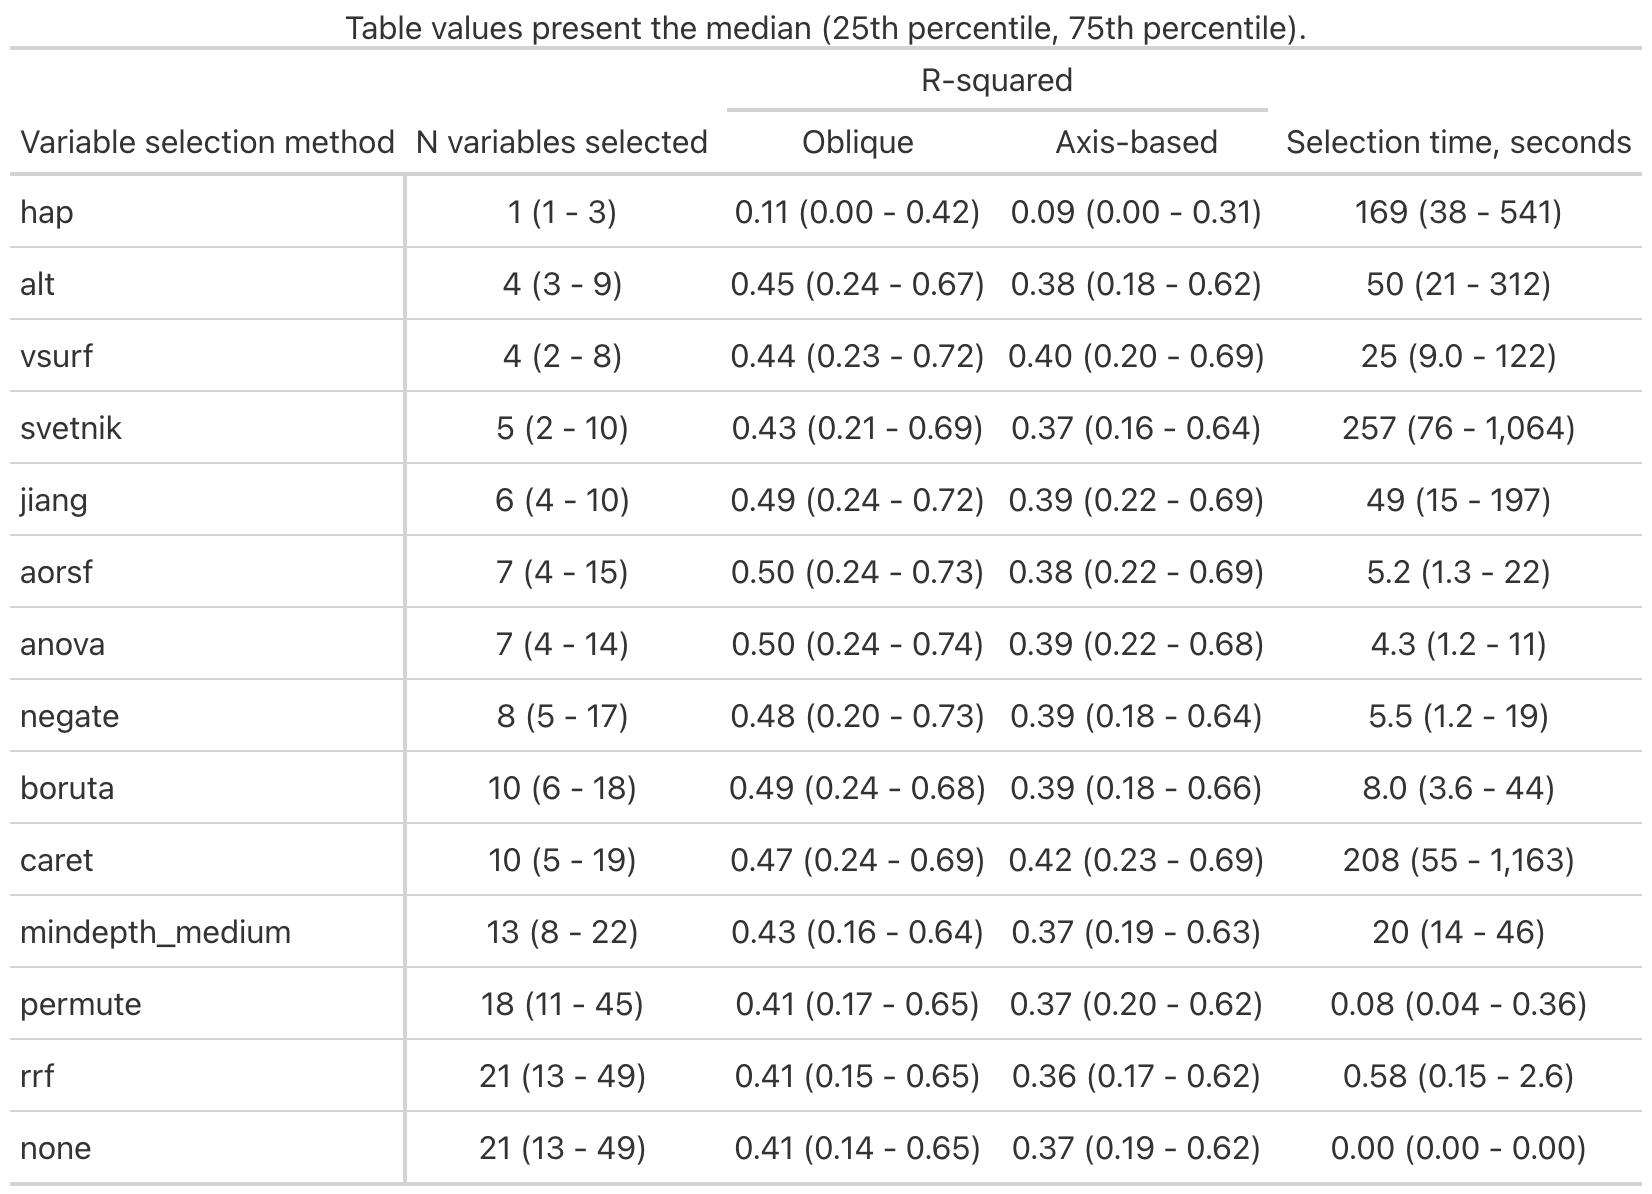 Table values present the median (25th percentile, 75th percentile).
R-squared
Variable selection method N variables selected Oblique Axis-based Selection time, seconds
hap 1 (1 - 3) 0.11 (0.00 - 0.42) 0.09 (0.00 - 0.31) 169 (38 - 541)
alt 4 (3 - 9) 0.45 (0.24 - 0.67) 0.38 (0.18 - 0.62) 50 (21 - 312)
vsurf 4 (2 - 8) 0.44 (0.23 - 0.72) 0.40 (0.20 - 0.69) 25 (9.0 - 122)
svetnik 5 (2 - 10) 0.43 (0.21 - 0.69) 0.37 (0.16 - 0.64) 257 (76 - 1,064)
jiang 6 (4 - 10) 0.49 (0.24 - 0.72) 0.39 (0.22 - 0.69) 49 (15 - 197)
aorsf 7 (4 - 15) 0.50 (0.24 - 0.73) 0.38 (0.22 - 0.69) 5.2 (1.3 - 22)
anova 7 (4 - 14) 0.50 (0.24 - 0.74) 0.39 (0.22 - 0.68) 4.3 (1.2 - 11)
negate 8 (5 - 17) 0.48 (0.20 - 0.73) 0.39 (0.18 - 0.64) 5.5 (1.2 - 19)
boruta 10 (6 - 18) 0.49 (0.24 - 0.68) 0.39 (0.18 - 0.66) 8.0 (3.6 - 44)
caret 10 (5 - 19) 0.47 (0.24 - 0.69) 0.42 (0.23 - 0.69) 208 (55 - 1,163)
mindepth_medium 13 (8 - 22) 0.43 (0.16 - 0.64) 0.37 (0.19 - 0.63) 20 (14 - 46)
permute 18 (11 - 45) 0.41 (0.17 - 0.65) 0.37 (0.20 - 0.62) 0.08 (0.04 - 0.36)
rrf 21 (13 - 49) 0.41 (0.15 - 0.65) 0.36 (0.17 - 0.62) 0.58 (0.15 - 2.6)
none 21 (13 - 49) 0.41 (0.14 - 0.65) 0.37 (0.19 - 0.62) 0.00 (0.00 - 0.00)